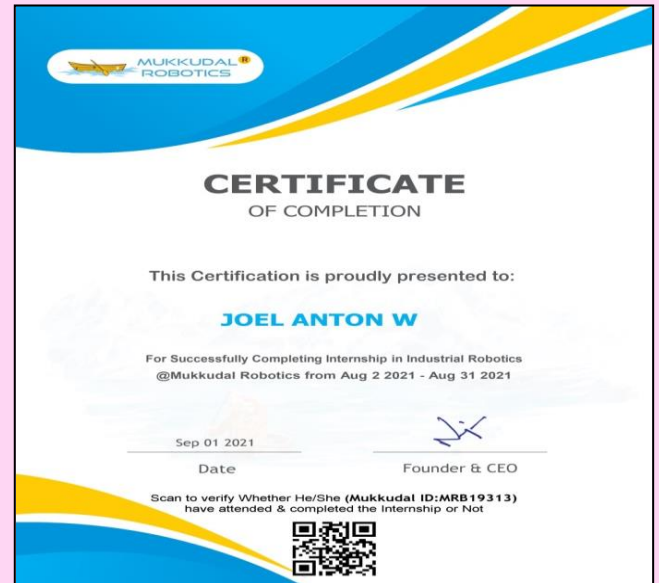 MUKKUDAL®
ROBOTICS
CERTIFICATE
OF COMPLETION
This Certification is proudly presented to:
JOEL ANTON W
For Successfully Completing Internship in Industrial Robotics
@Mukkudal Robotics from Aug 2 2021 - Aug 31 2021
Sep 01 2021
Date
Founder & CEO
Scan to verify Whether He/She (Mukkudal ID:MRB19313)
have attended & completed the Internship or Not